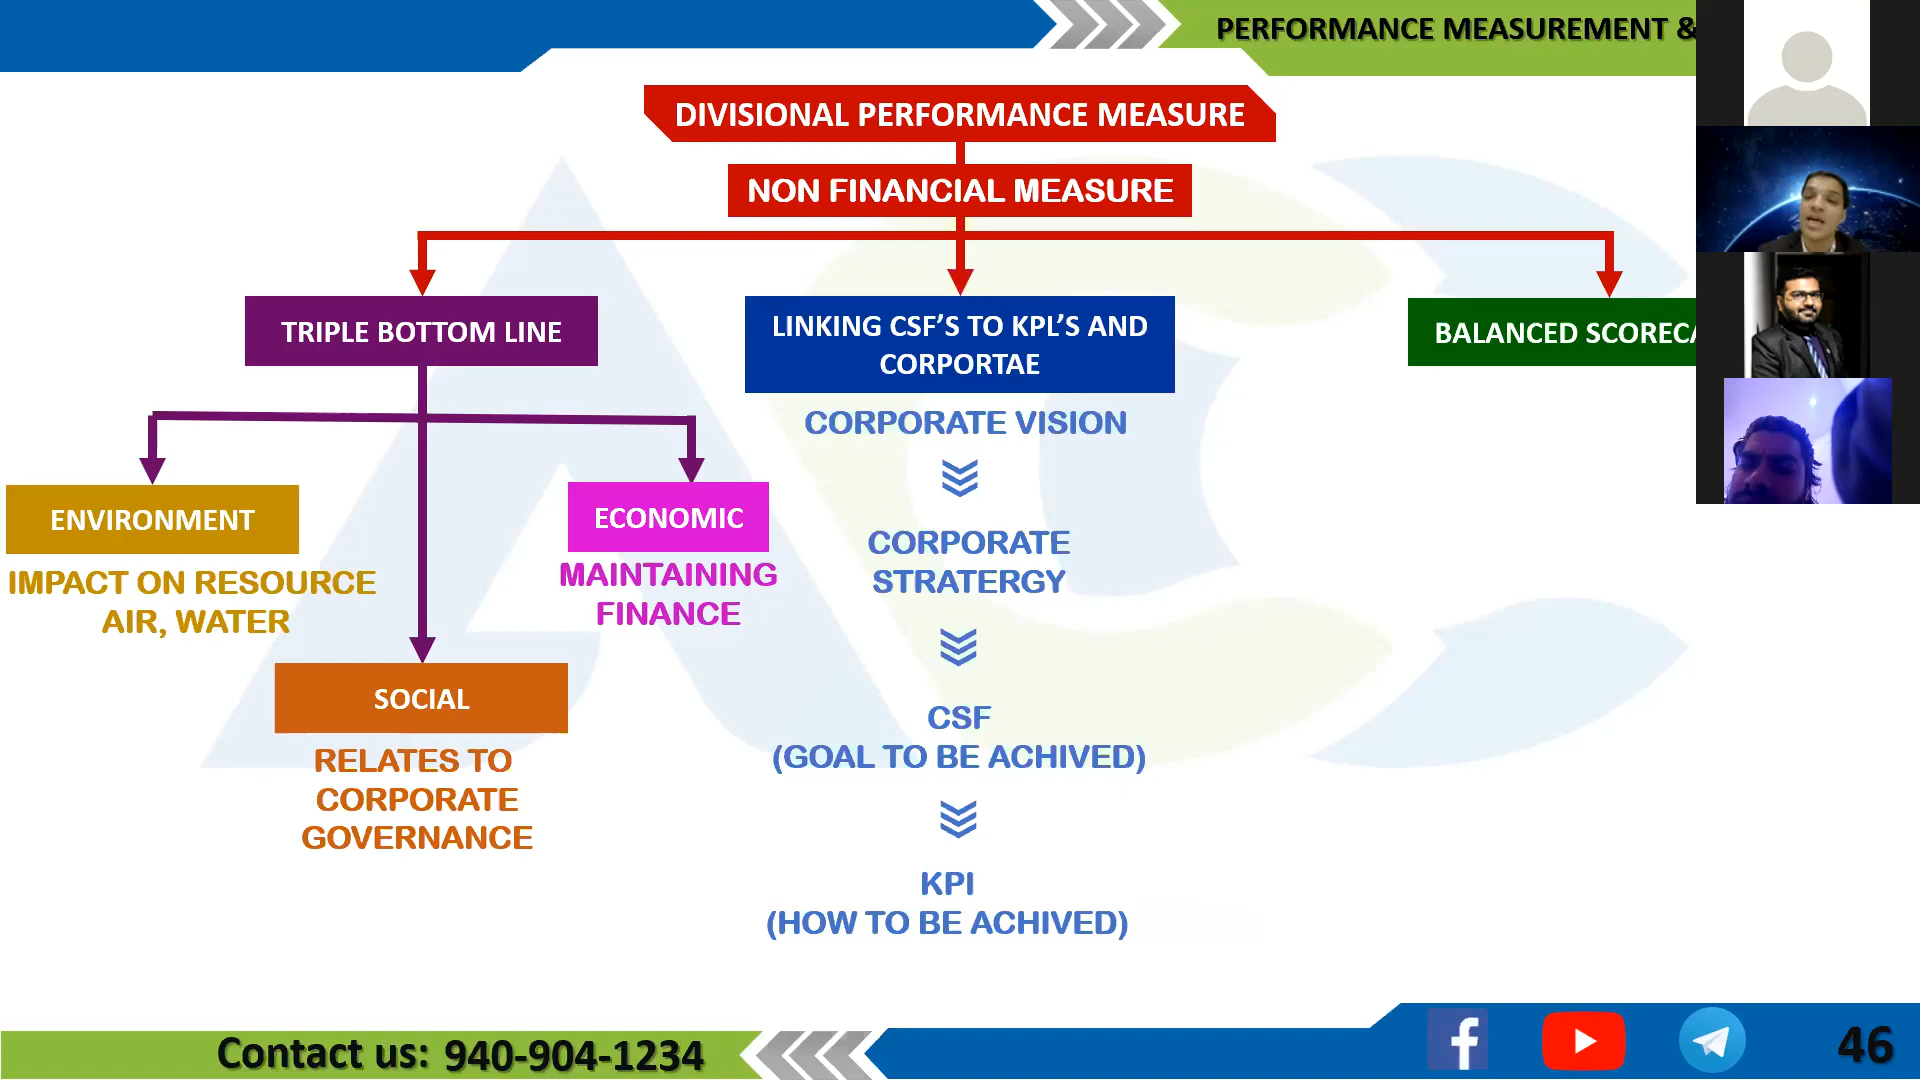 PERFORMANCE MEASUREMENT &
DIVISIONAL PERFORMANCE MEASURE
NON FINANCIAL MEASURE
TRIPLE BOTTOM LINE
LINKING CSF'S TO KPL'S AND
CORPORTAE
BALANCED SCORECA
CORPORATE VISION
ENVIRONMENT
IMPACT ON RESOURCE
AIR, WATER
ECONOMIC
MAINTAINING
FINANCE
CORPORATE
STRATERGY
SOCIAL
RELATES TO
CORPORATE
GOVERNANCE
CSF
(GOAL TO BE ACHIVED)
KPI
(HOW TO BE ACHIVED)
Contact us: 940-904-1234
46